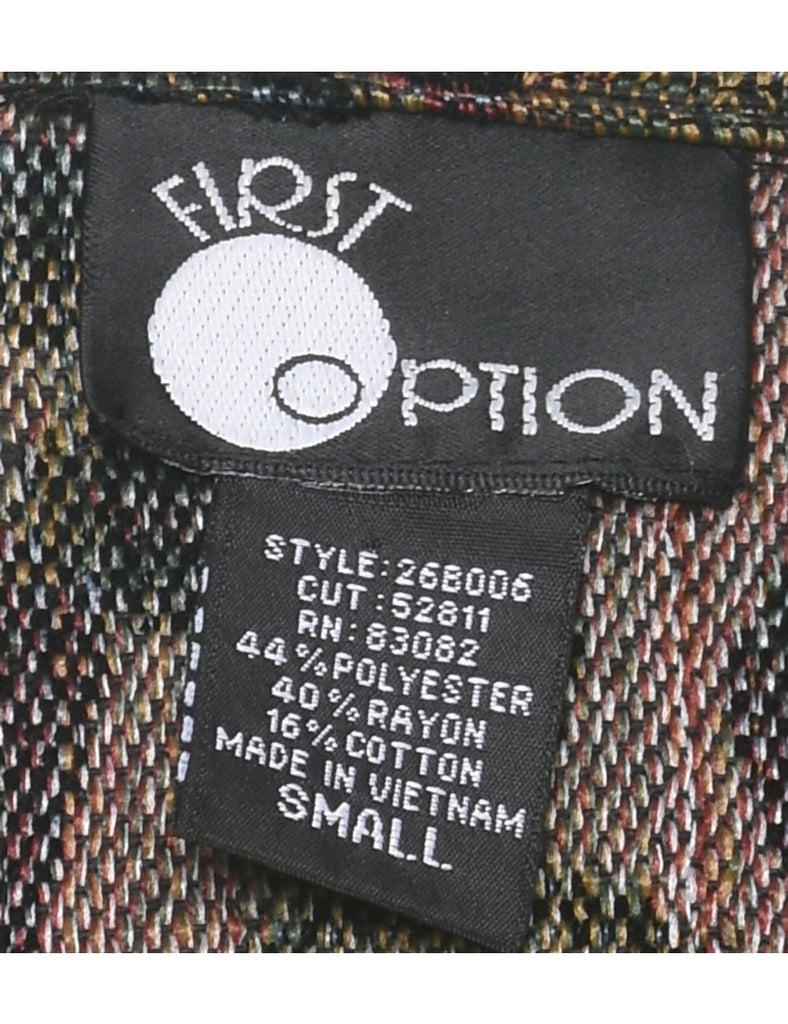 FIRST
OPTION
STYLE:26B006
CUT:52811
RN:83082
44%POLYESTER
40%RAYON
16%COTTON
MADE IN VIETNAM
SMALL